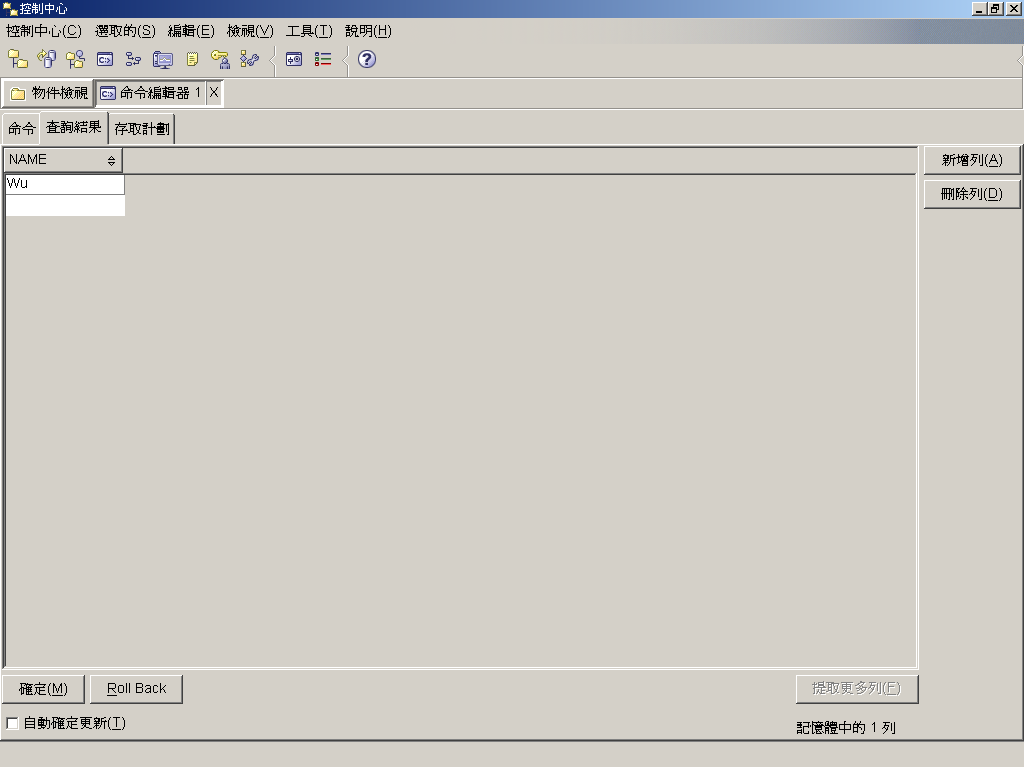 控制中心
控制中心(C) 選取的(S) 編輯(E) 檢視(V) 工具(T) 說明(H)
物件檢視 命令編輯器 1 X
命令 查詢結果 存取計劃
NAME
新增列(A)
Wu
刪除列(D)
確定(M) Roll Back 提取更多列(F)
自動確定更新(T)
記憶體中的 1 列